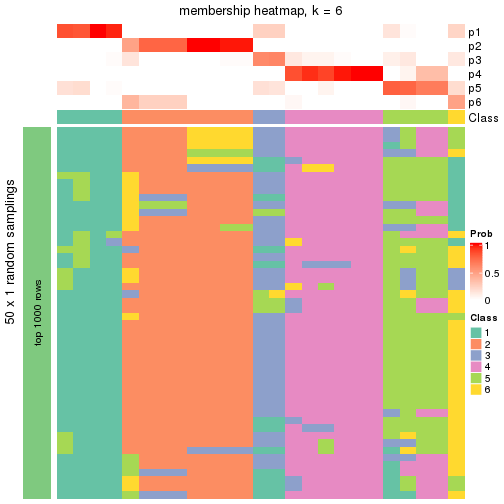 membership heatmap, k = 6
p1
p2
p3
p4
p5
p6
Class
50 x 1 random samplings
top 1000 rows
Prob
1
0.5
0
Class
1
2
3
4
5
6